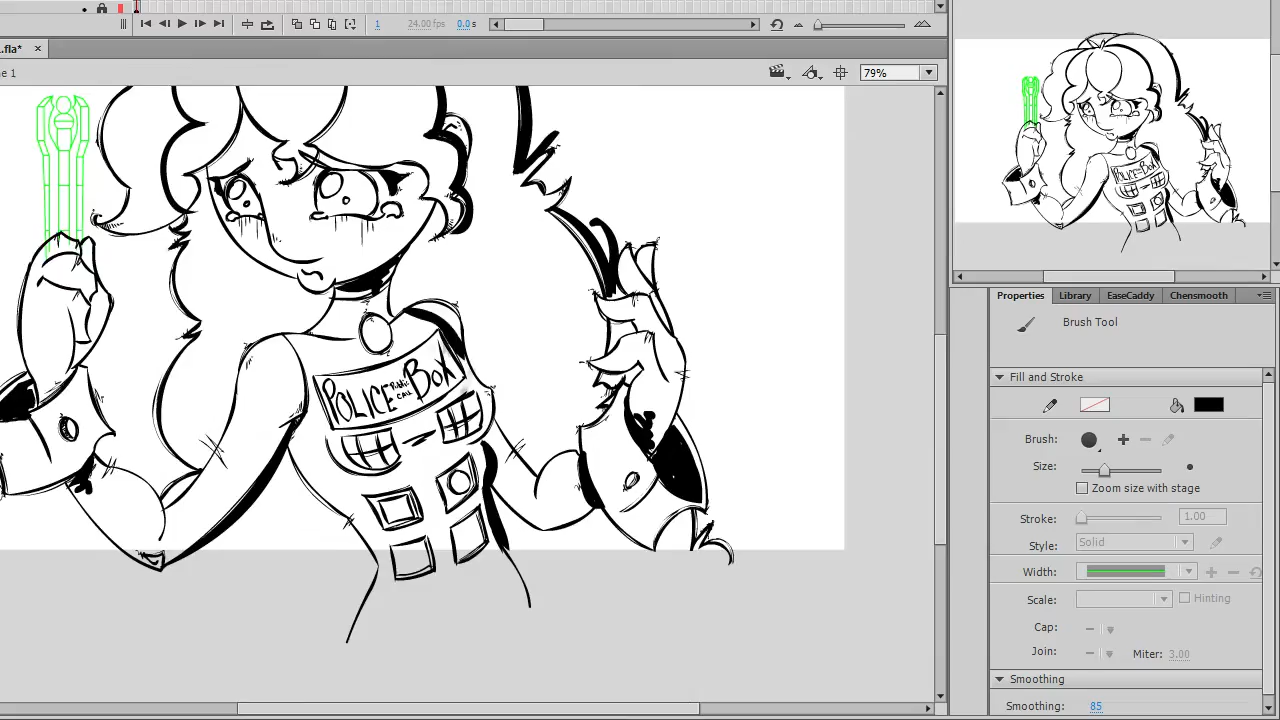 1
24.00 fps
0.0 s
.fla*
ne 1
79%
POLICE PUBLIC CALL BOX
Properties
Library
EaseCaddy
Chensmooth
Brush Tool
Fill and Stroke
Brush:
Size:
Zoom size with stage
Stroke:
1.00
Style:
Solid
Width:
Scale:
Hinting
Cap:
Join:
Miter: 3.00
Smoothing
Smoothing:
85